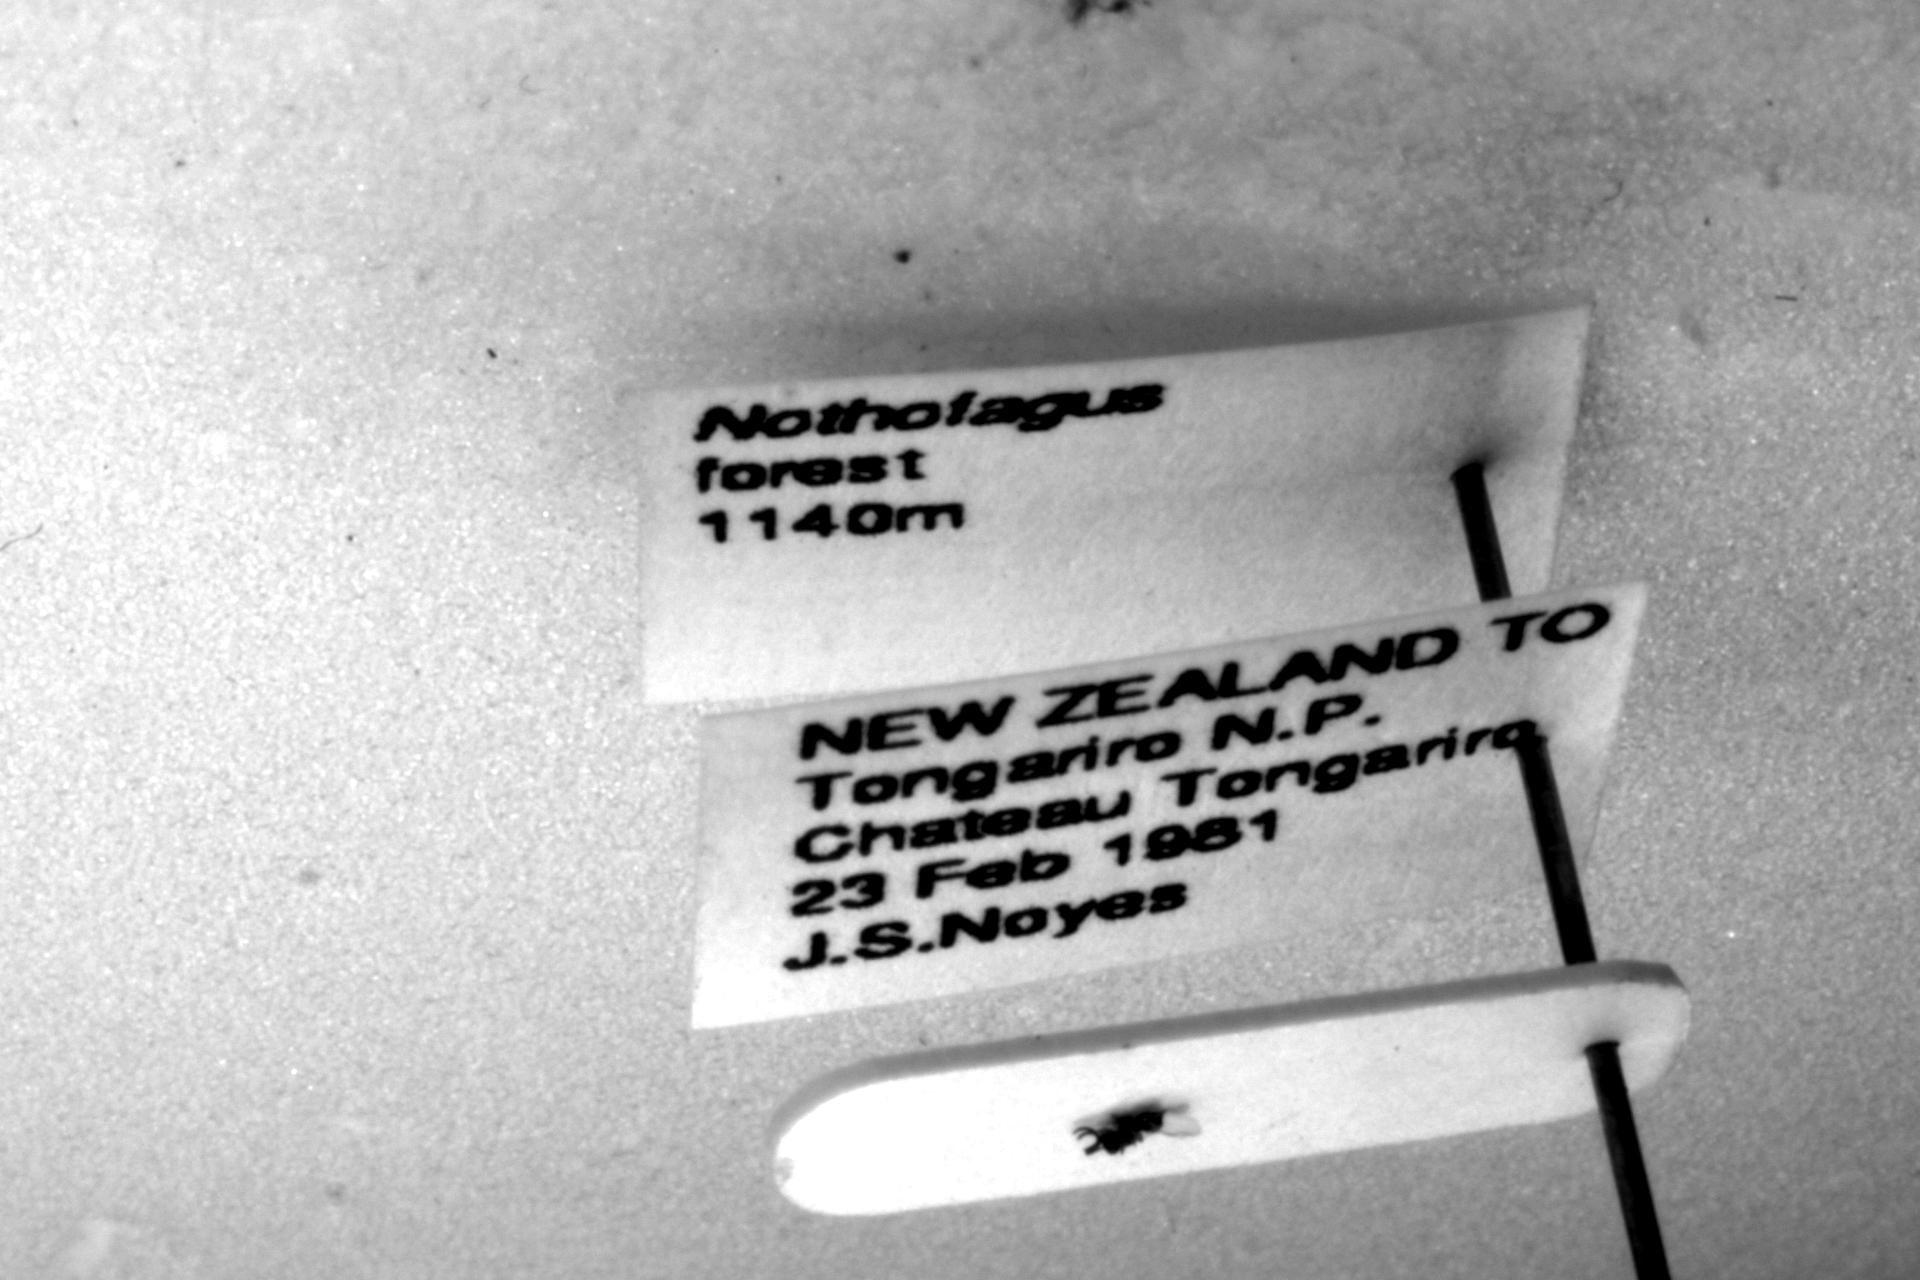 Nothofagus
forest
1140m
NEW ZEALAND TO
Tongariro N.P.
Chateau Tongariro
23 Feb 1981
J.S.Noyes